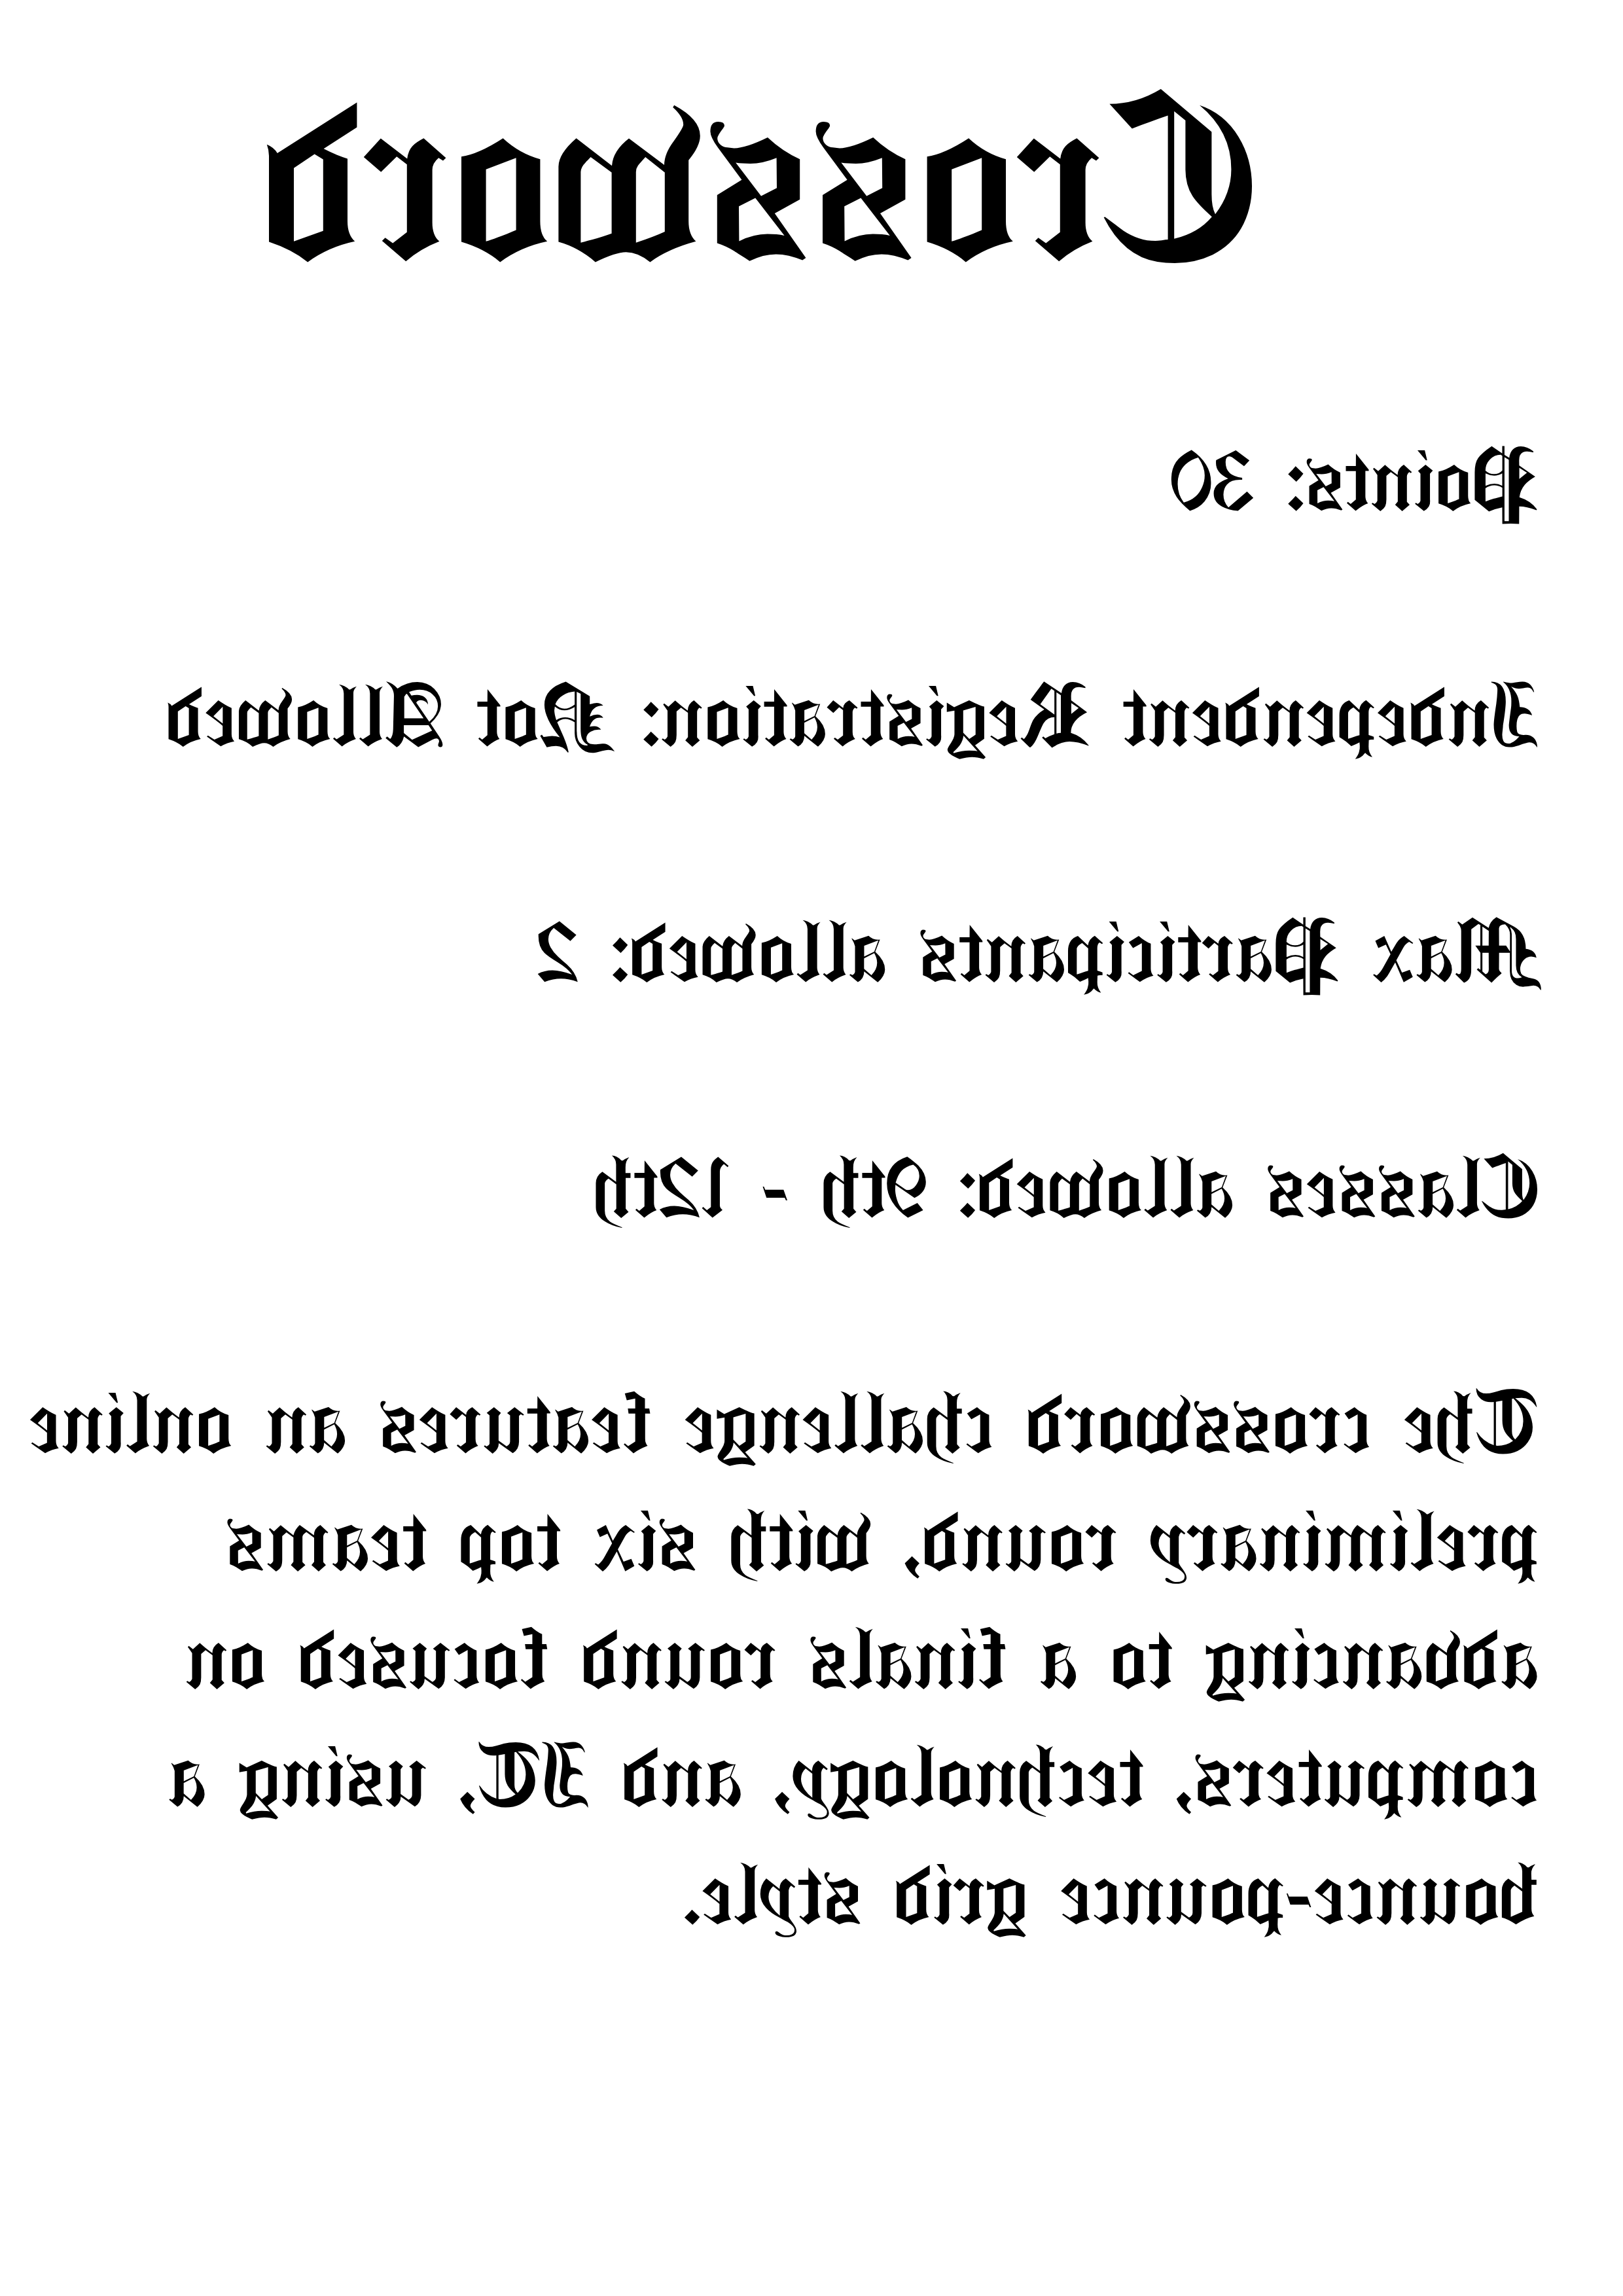 Crossword
Points: 30
Independent Registration: Not Allowed
Max Participants allowed: 2
Classes allowed: 9th - 12th
The crossword challenge features an online
preliminary round, with six top teams
advancing to a finals round focused on
computers, technology, and IT, using a
bounce-pounce grid style.